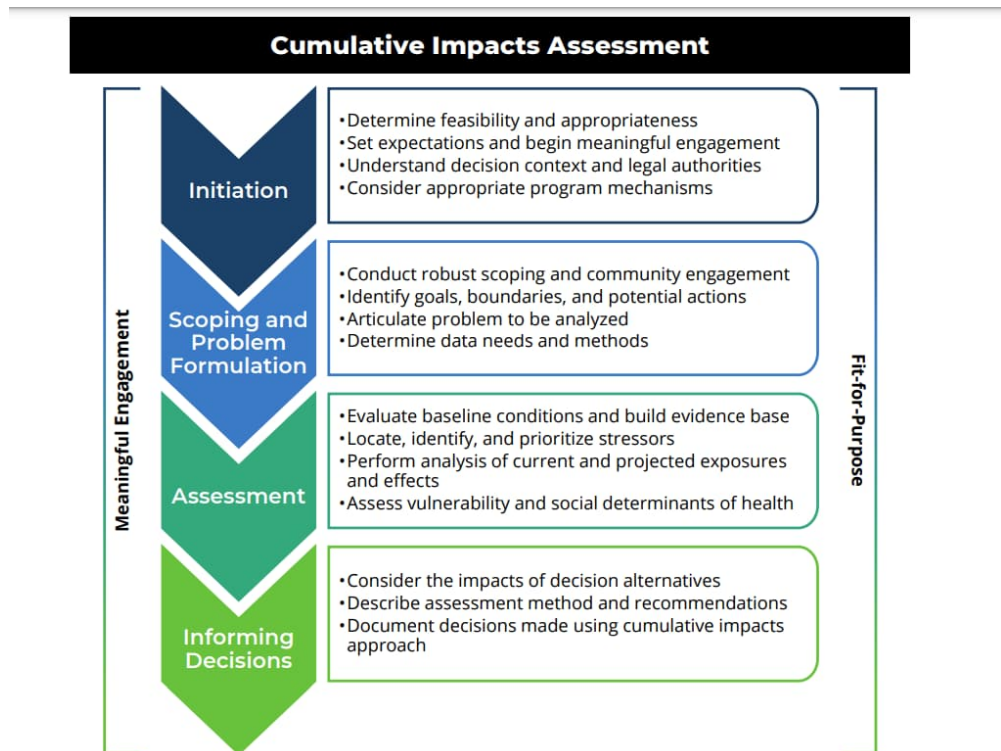 Cumulative Impacts Assessment
Meaningful Engagement
Initiation
•Determine feasibility and appropriateness
•Set expectations and begin meaningful engagement
•Understand decision context and legal authorities
•Consider appropriate program mechanisms
Scoping and
Problem
Formulation
•Conduct robust scoping and community engagement
•Identify goals, boundaries, and potential actions
•Articulate problem to be analyzed
•Determine data needs and methods
Assessment
•Evaluate baseline conditions and build evidence base
•Locate, identify, and prioritize stressors
•Perform analysis of current and projected exposures
and effects
•Assess vulnerability and social determinants of health
Informing
Decisions
•Consider the impacts of decision alternatives
•Describe assessment method and recommendations
•Document decisions made using cumulative impacts
approach
Fit-for-Purpose